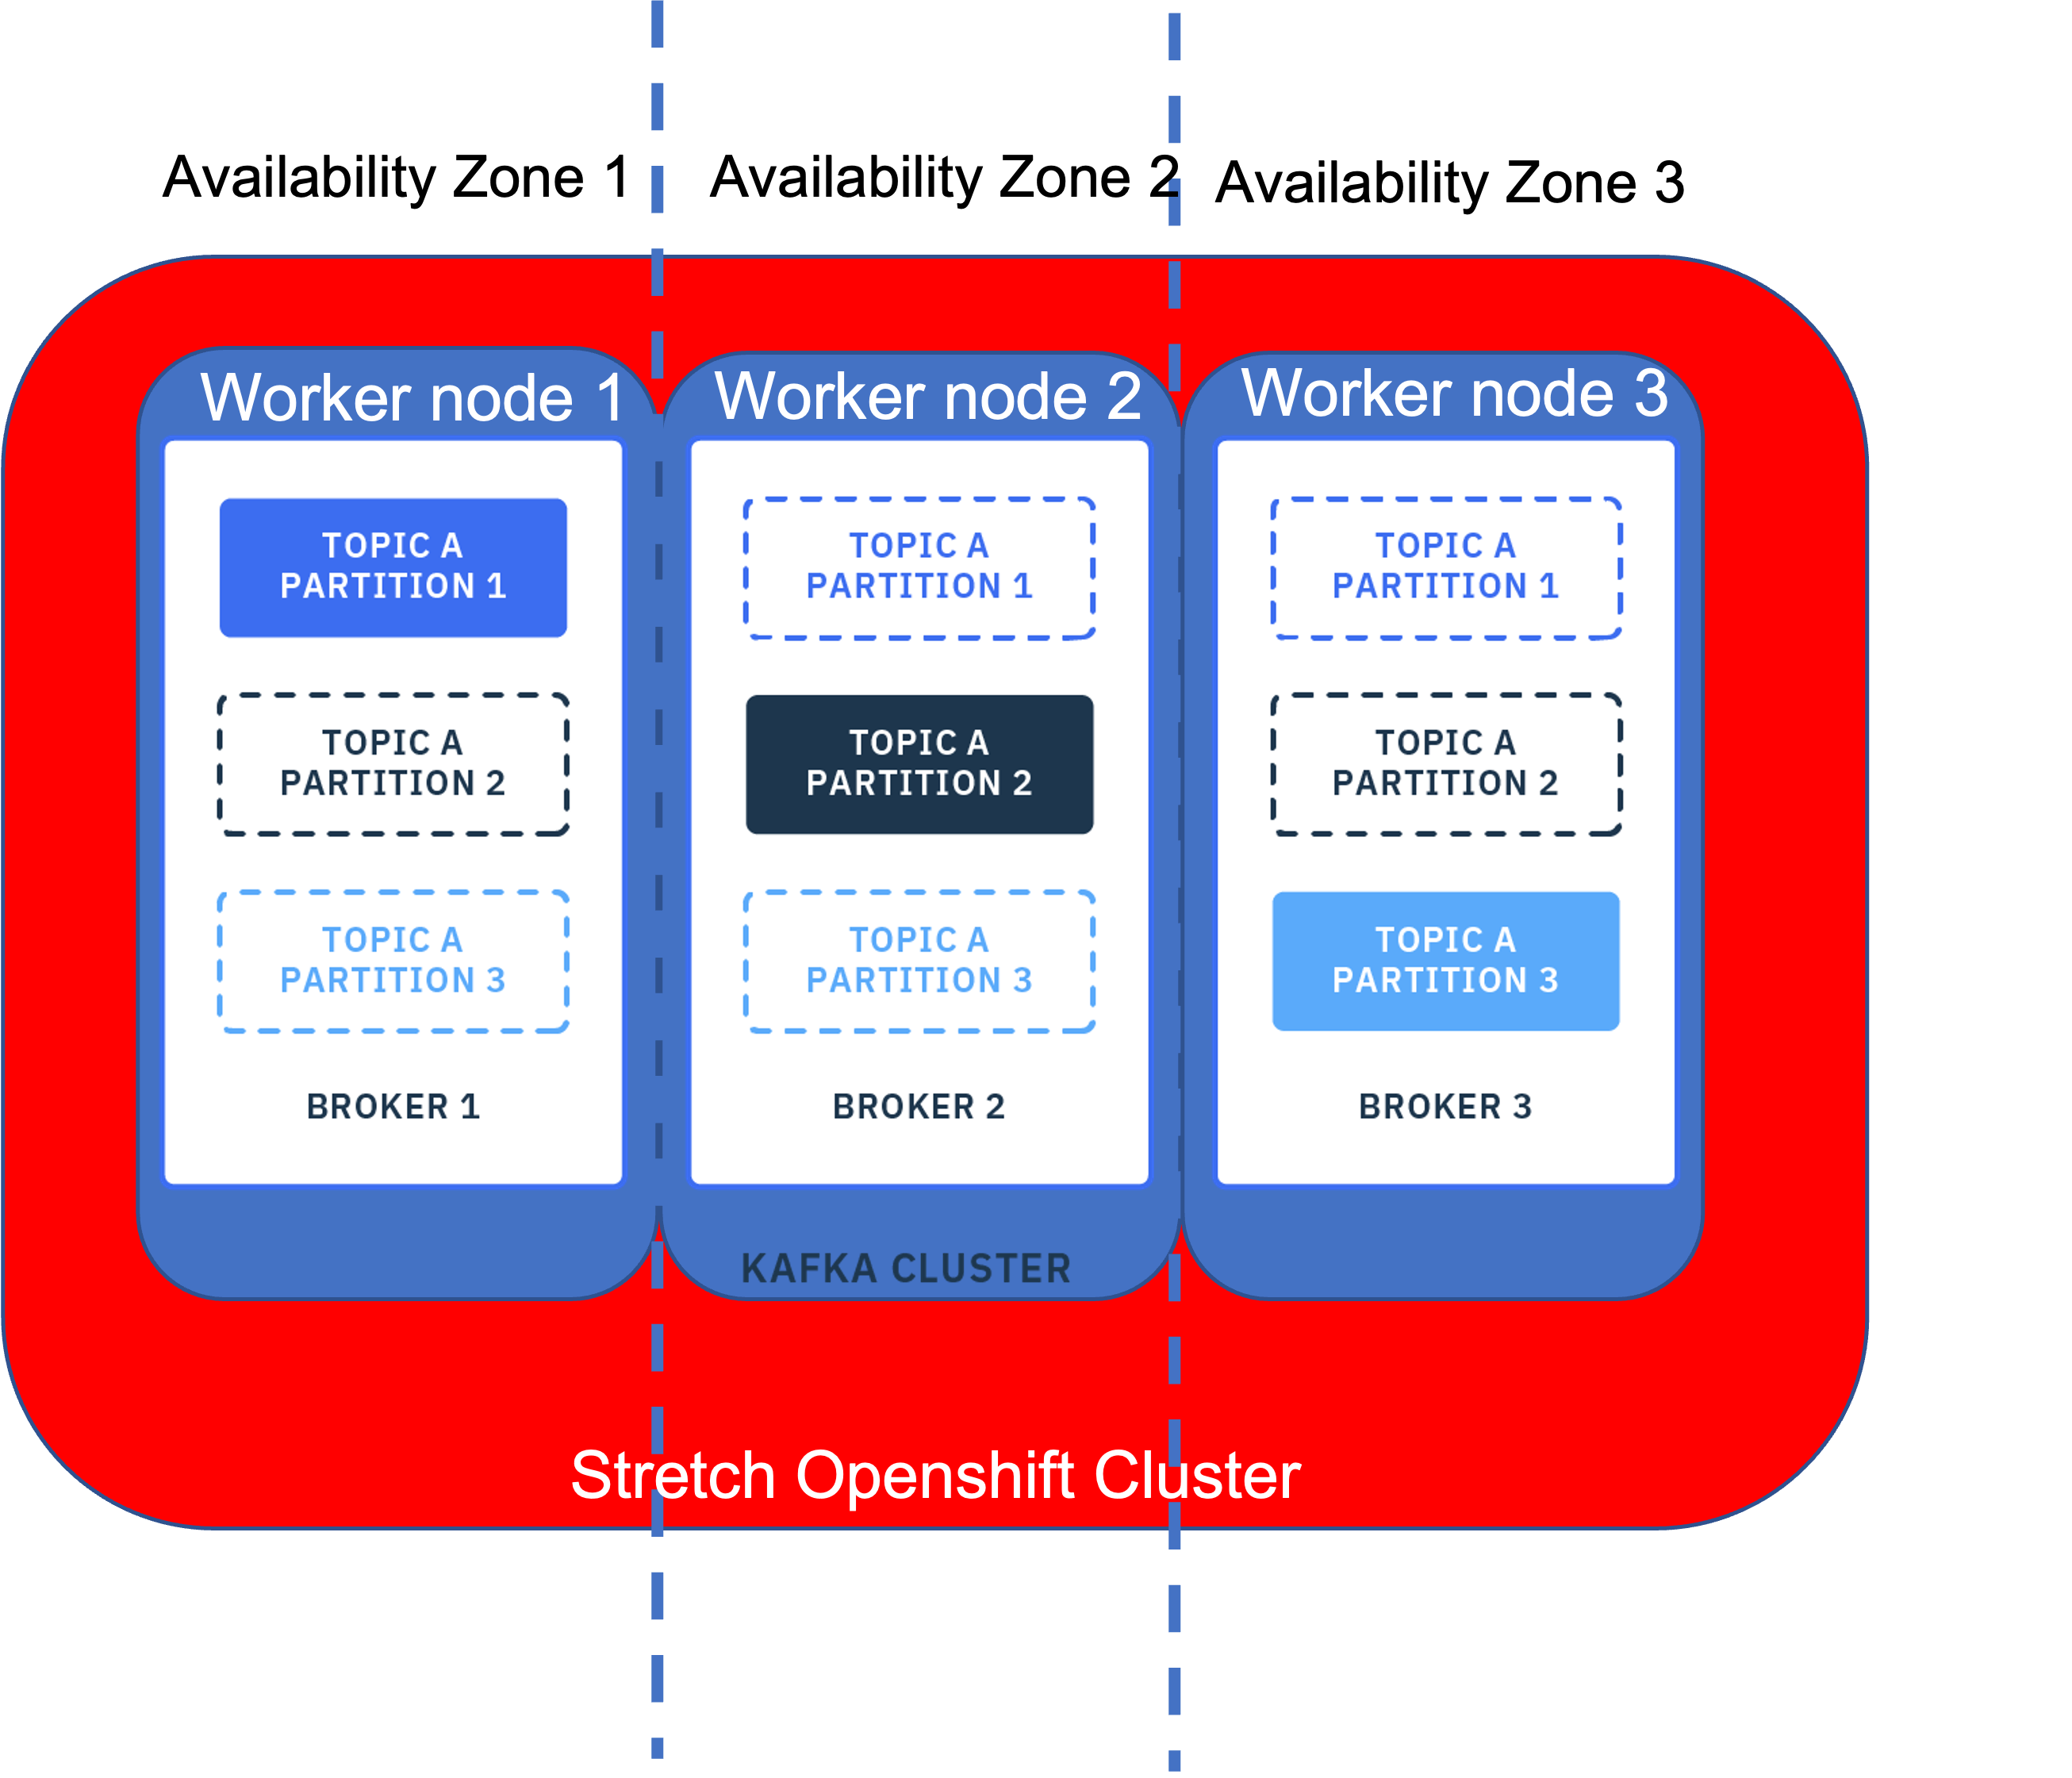 Availability Zone 1
Availability Zone 2
Availability Zone 3
Worker node 1
Worker node 2
Worker node 3
TOPIC A
PARTITION 1
TOPIC A
PARTITION 1
TOPIC A
PARTITION 1
TOPIC A
PARTITION 2
TOPIC A
PARTITION 2
TOPIC A
PARTITION 2
TOPIC A
PARTITION 3
TOPIC A
PARTITION 3
TOPIC A
PARTITION 3
BROKER 1
BROKER 2
BROKER 3
KAFKA CLUSTER
Stretch Openshift Cluster